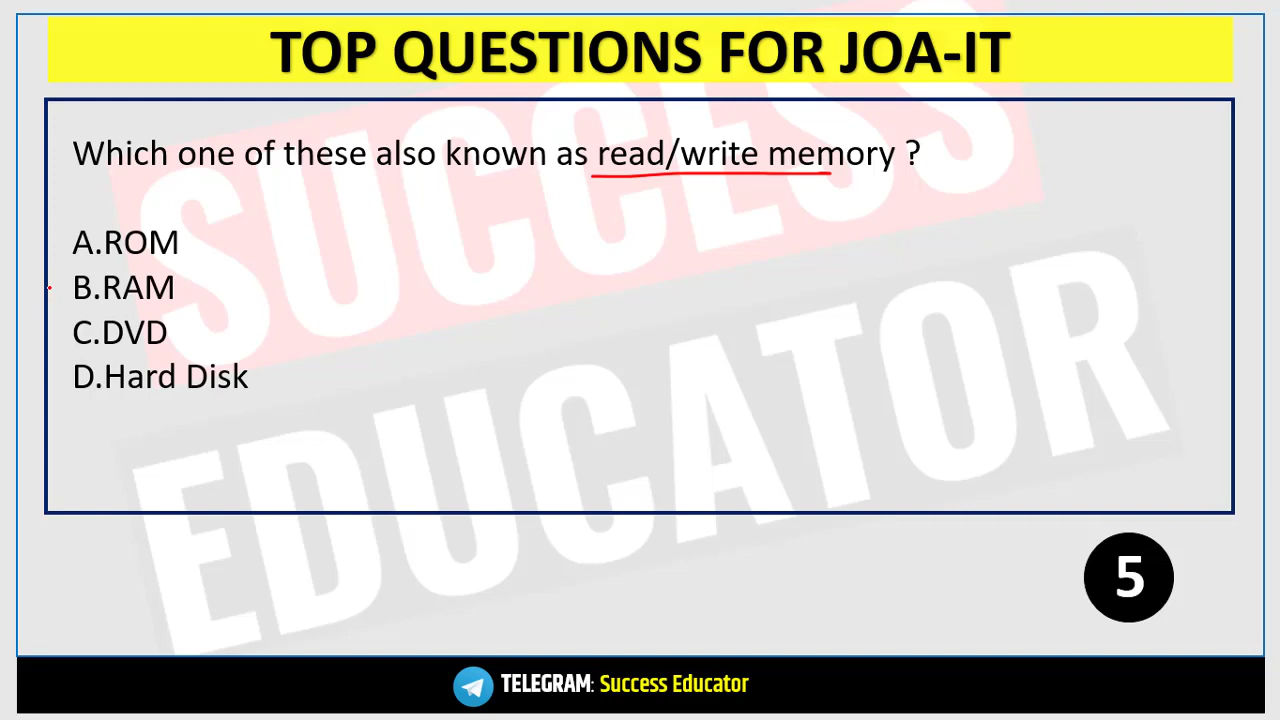 TOP QUESTIONS FOR JOA-IT
Which one of these also known as read/write memory ?
A.ROM
B.RAM
C.DVD
D.Hard Disk
SUCCESS
EDUCATOR
5
TELEGRAM: Success Educator